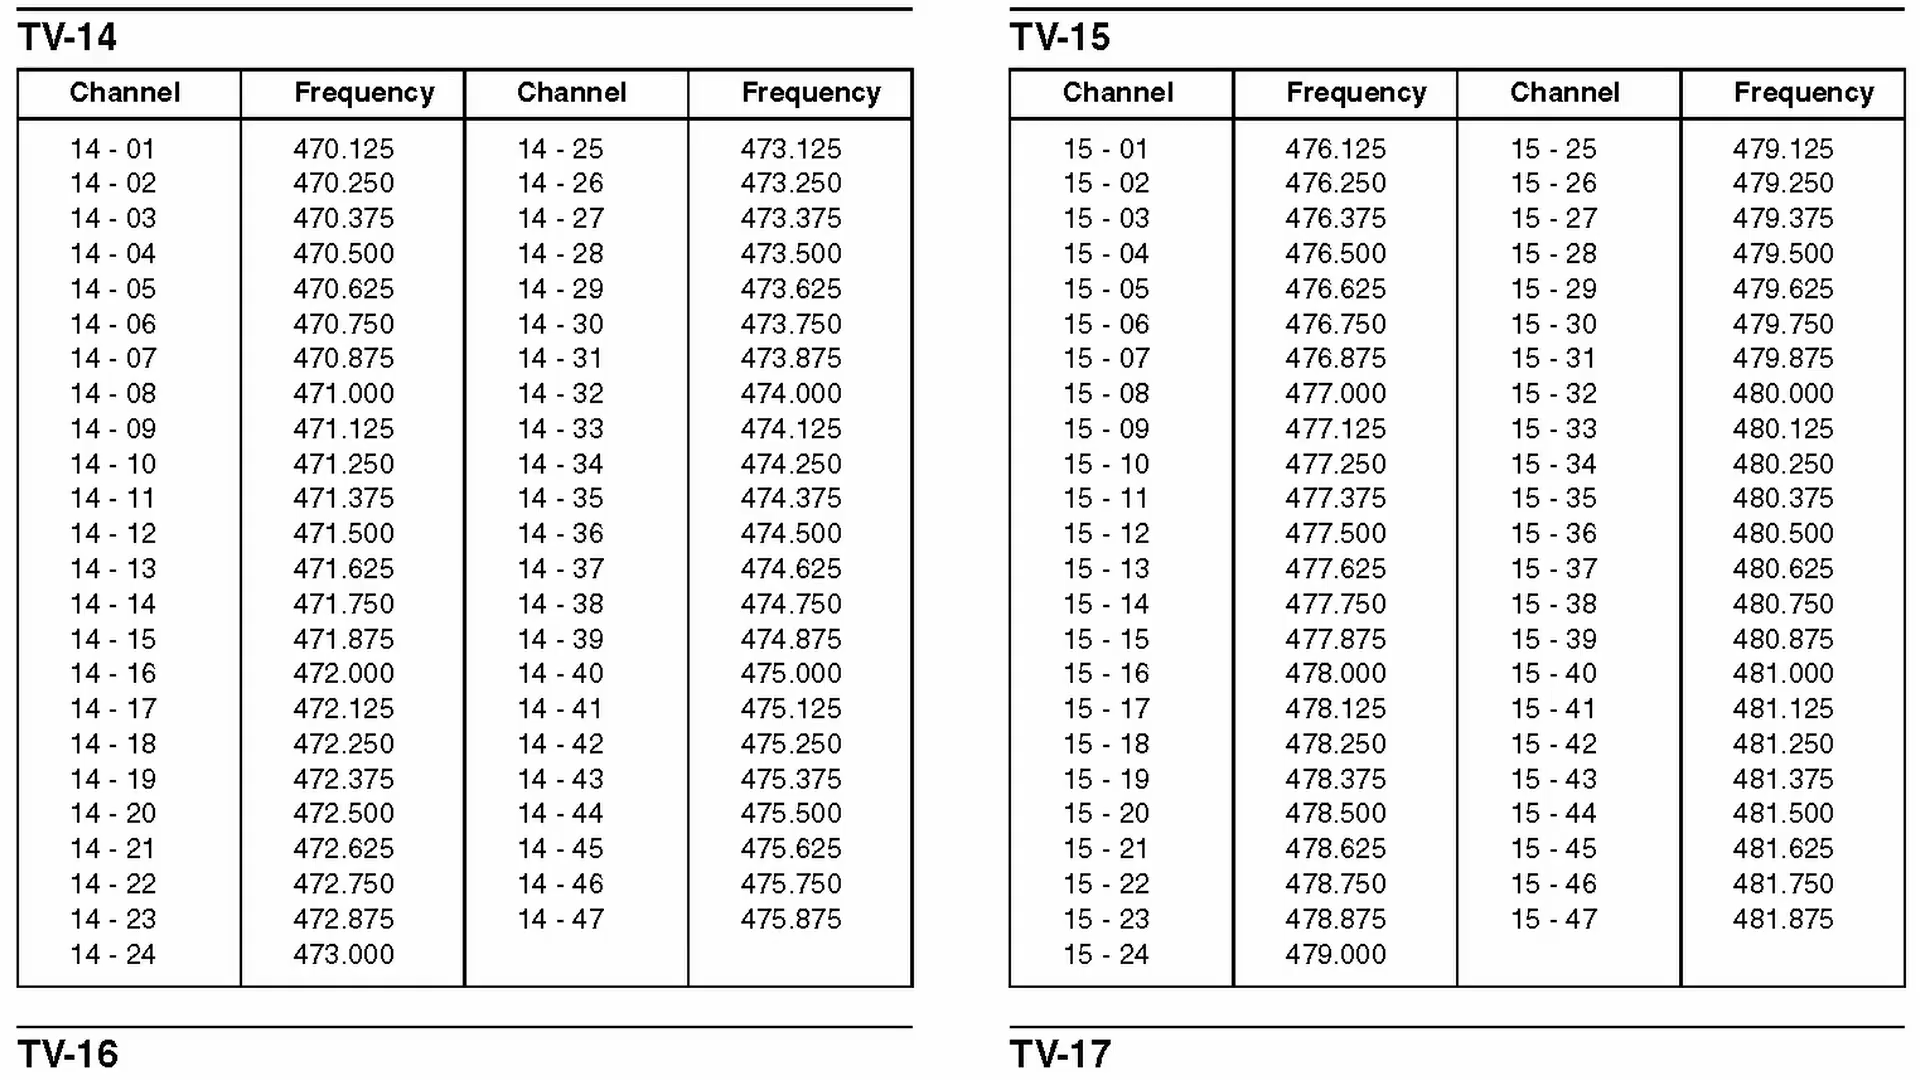 TV-14
Channel Frequency Channel Frequency
14 - 01 470.125 14 - 25 473.125
14 - 02 470.250 14 - 26 473.250
14 - 03 470.375 14 - 27 473.375
14 - 04 470.500 14 - 28 473.500
14 - 05 470.625 14 - 29 473.625
14 - 06 470.750 14 - 30 473.750
14 - 07 470.875 14 - 31 473.875
14 - 08 471.000 14 - 32 474.000
14 - 09 471.125 14 - 33 474.125
14 - 10 471.250 14 - 34 474.250
14 - 11 471.375 14 - 35 474.375
14 - 12 471.500 14 - 36 474.500
14 - 13 471.625 14 - 37 474.625
14 - 14 471.750 14 - 38 474.750
14 - 15 471.875 14 - 39 474.875
14 - 16 472.000 14 - 40 475.000
14 - 17 472.125 14 - 41 475.125
14 - 18 472.250 14 - 42 475.250
14 - 19 472.375 14 - 43 475.375
14 - 20 472.500 14 - 44 475.500
14 - 21 472.625 14 - 45 475.625
14 - 22 472.750 14 - 46 475.750
14 - 23 472.875 14 - 47 475.875
14 - 24 473.000
TV-15
Channel Frequency Channel Frequency
15 - 01 476.125 15 - 25 479.125
15 - 02 476.250 15 - 26 479.250
15 - 03 476.375 15 - 27 479.375
15 - 04 476.500 15 - 28 479.500
15 - 05 476.625 15 - 29 479.625
15 - 06 476.750 15 - 30 479.750
15 - 07 476.875 15 - 31 479.875
15 - 08 477.000 15 - 32 480.000
15 - 09 477.125 15 - 33 480.125
15 - 10 477.250 15 - 34 480.250
15 - 11 477.375 15 - 35 480.375
15 - 12 477.500 15 - 36 480.500
15 - 13 477.625 15 - 37 480.625
15 - 14 477.750 15 - 38 480.750
15 - 15 477.875 15 - 39 480.875
15 - 16 478.000 15 - 40 481.000
15 - 17 478.125 15 - 41 481.125
15 - 18 478.250 15 - 42 481.250
15 - 19 478.375 15 - 43 481.375
15 - 20 478.500 15 - 44 481.500
15 - 21 478.625 15 - 45 481.625
15 - 22 478.750 15 - 46 481.750
15 - 23 478.875 15 - 47 481.875
15 - 24 479.000
TV-16
TV-17